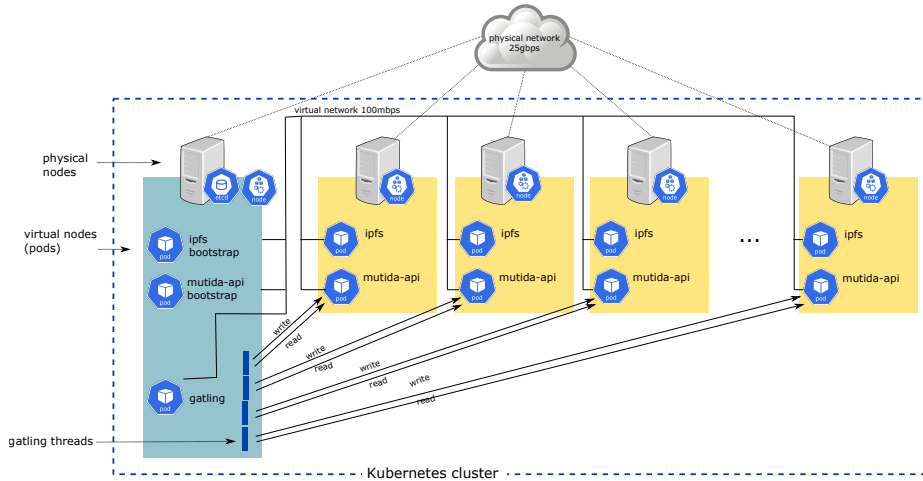 physical network
25gbps
virtual network 100mbps
physical
nodes
etcd
node
node
node
node
node
virtual nodes
(pods)
pod
ipfs
bootstrap
pod
ipfs
pod
ipfs
pod
ipfs
...
pod
ipfs
pod
mutida-api
bootstrap
pod
mutida-api
pod
mutida-api
pod
mutida-api
pod
mutida-api
write
read
write
read
write
read
write
read
pod
gatling
gatling threads
Kubernetes cluster